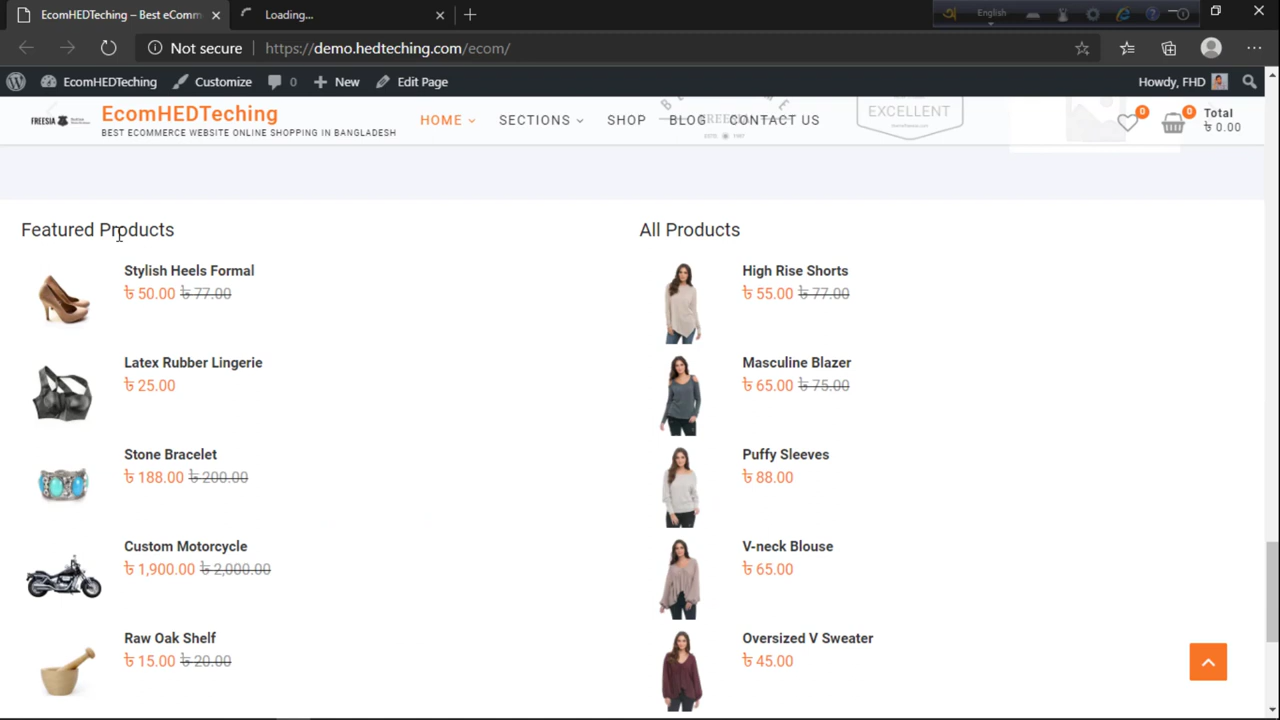 EcomHEDTeching – Best eComm
Loading...
English
Not secure
https://demo.hedteching.com/ecom/
EcomHEDTeching
Customize
0
New
Edit Page
Howdy, FHD
FREESIA
EcomHEDTeching
BEST ECOMMERCE WEBSITE ONLINE SHOPPING IN BANGLADESH
HOME
SECTIONS
SHOP
BLOG
CONTACT US
EXCELLENT
0
0
Total
৳ 0.00
Featured Products
All Products
Stylish Heels Formal
৳ 50.00 ৳ 77.00
High Rise Shorts
৳ 55.00 ৳ 77.00
Latex Rubber Lingerie
৳ 25.00
Masculine Blazer
৳ 65.00 ৳ 75.00
Stone Bracelet
৳ 188.00 ৳ 200.00
Puffy Sleeves
৳ 88.00
Custom Motorcycle
৳ 1,900.00 ৳ 2,000.00
V-neck Blouse
৳ 65.00
Raw Oak Shelf
৳ 15.00 ৳ 20.00
Oversized V Sweater
৳ 45.00